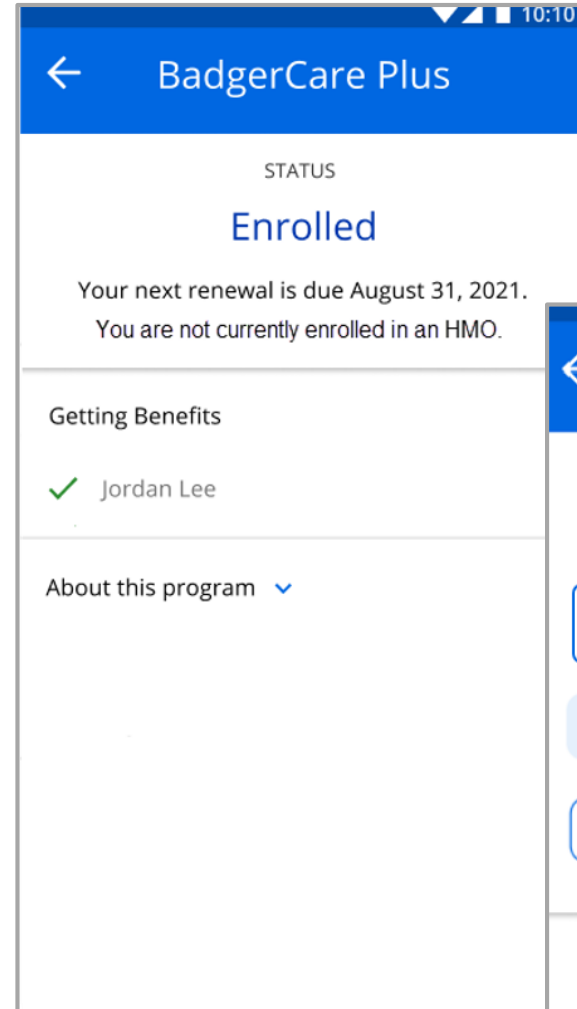 10:10
BadgerCare Plus
STATUS
Enrolled
Your next renewal is due August 31, 2021.
You are not currently enrolled in an HMO.
Getting Benefits
Jordan Lee
About this program